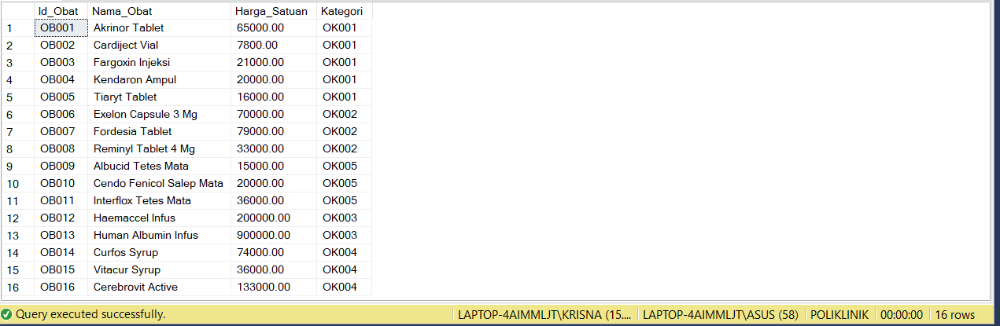 Id_Obat Nama_Obat Harga_Satuan Kategori
1 OB001 Akrinor Tablet 65000.00 OK001
2 OB002 Cardiject Vial 7800.00 OK001
3 OB003 Fargoxin Injeksi 21000.00 OK001
4 OB004 Kendaron Ampul 20000.00 OK001
5 OB005 Tiaryt Tablet 16000.00 OK001
6 OB006 Exelon Capsule 3 Mg 70000.00 OK002
7 OB007 Fordesia Tablet 79000.00 OK002
8 OB008 Reminyl Tablet 4 Mg 33000.00 OK002
9 OB009 Albucid Tetes Mata 15000.00 OK005
10 OB010 Cendo Fenicol Salep Mata 20000.00 OK005
11 OB011 Interflox Tetes Mata 36000.00 OK005
12 OB012 Haemaccel Infus 200000.00 OK003
13 OB013 Human Albumin Infus 900000.00 OK003
14 OB014 Curfos Syrup 74000.00 OK004
15 OB015 Vitacur Syrup 36000.00 OK004
16 OB016 Cerebrovit Active 133000.00 OK004
Query executed successfully. LAPTOP-4AIMMLJT\KRISNA (15.... LAPTOP-4AIMMLJT\ASUS (58) POLIKLINIK 00:00:00 16 rows